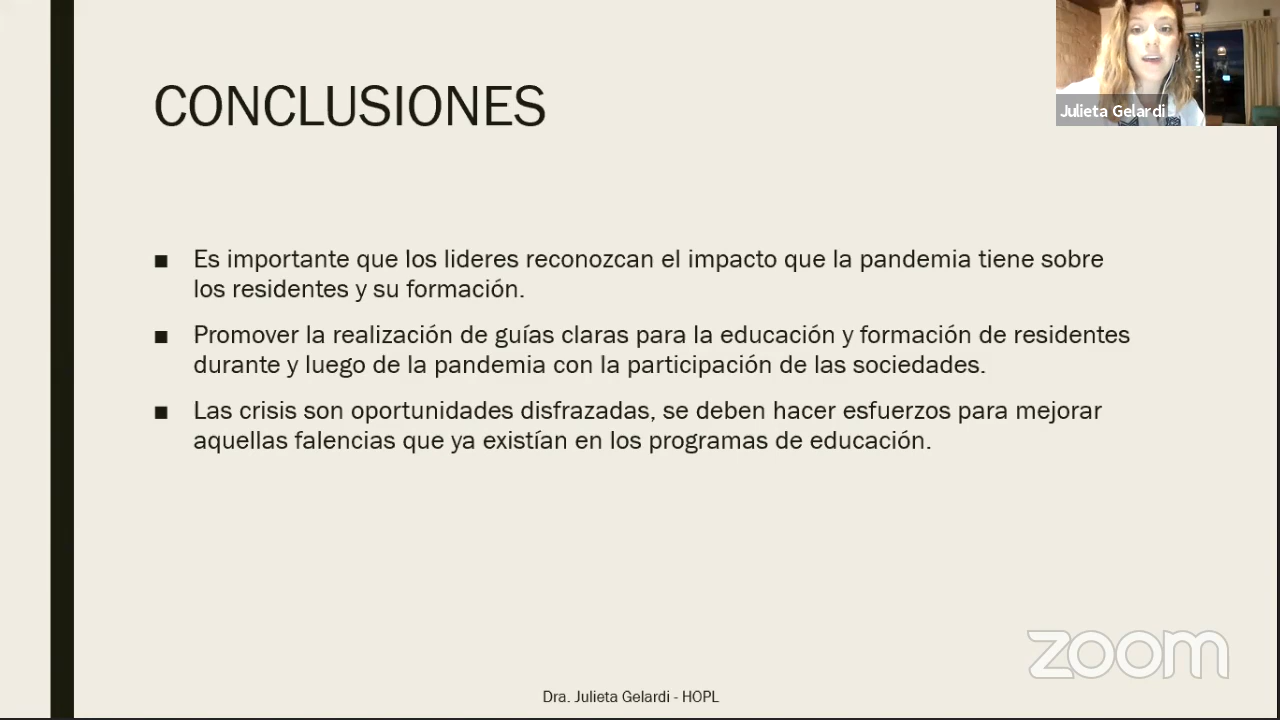 CONCLUSIONES
Julieta Gelardi
■ Es importante que los lideres reconozcan el impacto que la pandemia tiene sobre
los residentes y su formación.
■ Promover la realización de guías claras para la educación y formación de residentes
durante y luego de la pandemia con la participación de las sociedades.
■ Las crisis son oportunidades disfrazadas, se deben hacer esfuerzos para mejorar
aquellas falencias que ya existían en los programas de educación.
zoom
Dra. Julieta Gelardi - HOPL